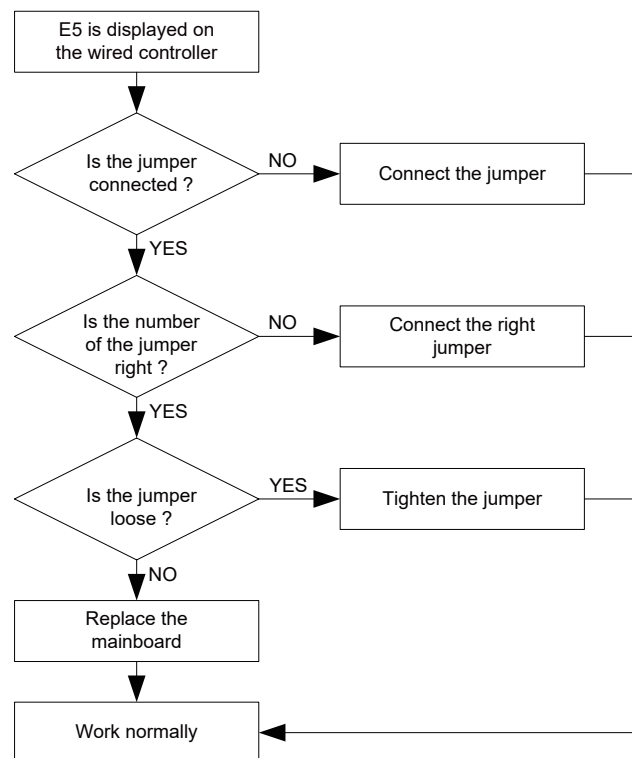 E5 is displayed on
the wired controller
Is the jumper
connected ?
NO
Connect the jumper
YES
Is the number
of the jumper
right ?
NO
Connect the right
jumper
YES
Is the jumper
loose ?
YES
Tighten the jumper
NO
Replace the
mainboard
Work normally